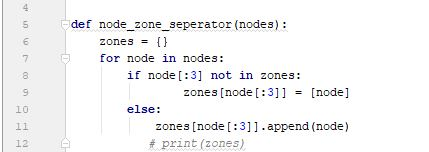 4
5 def node_zone_seperator(nodes):
6 zones = {}
7 for node in nodes:
8 if node[:3] not in zones:
9 zones[node[:3]] = [node]
10 else:
11 zones[node[:3]].append(node)
12 # print(zones)